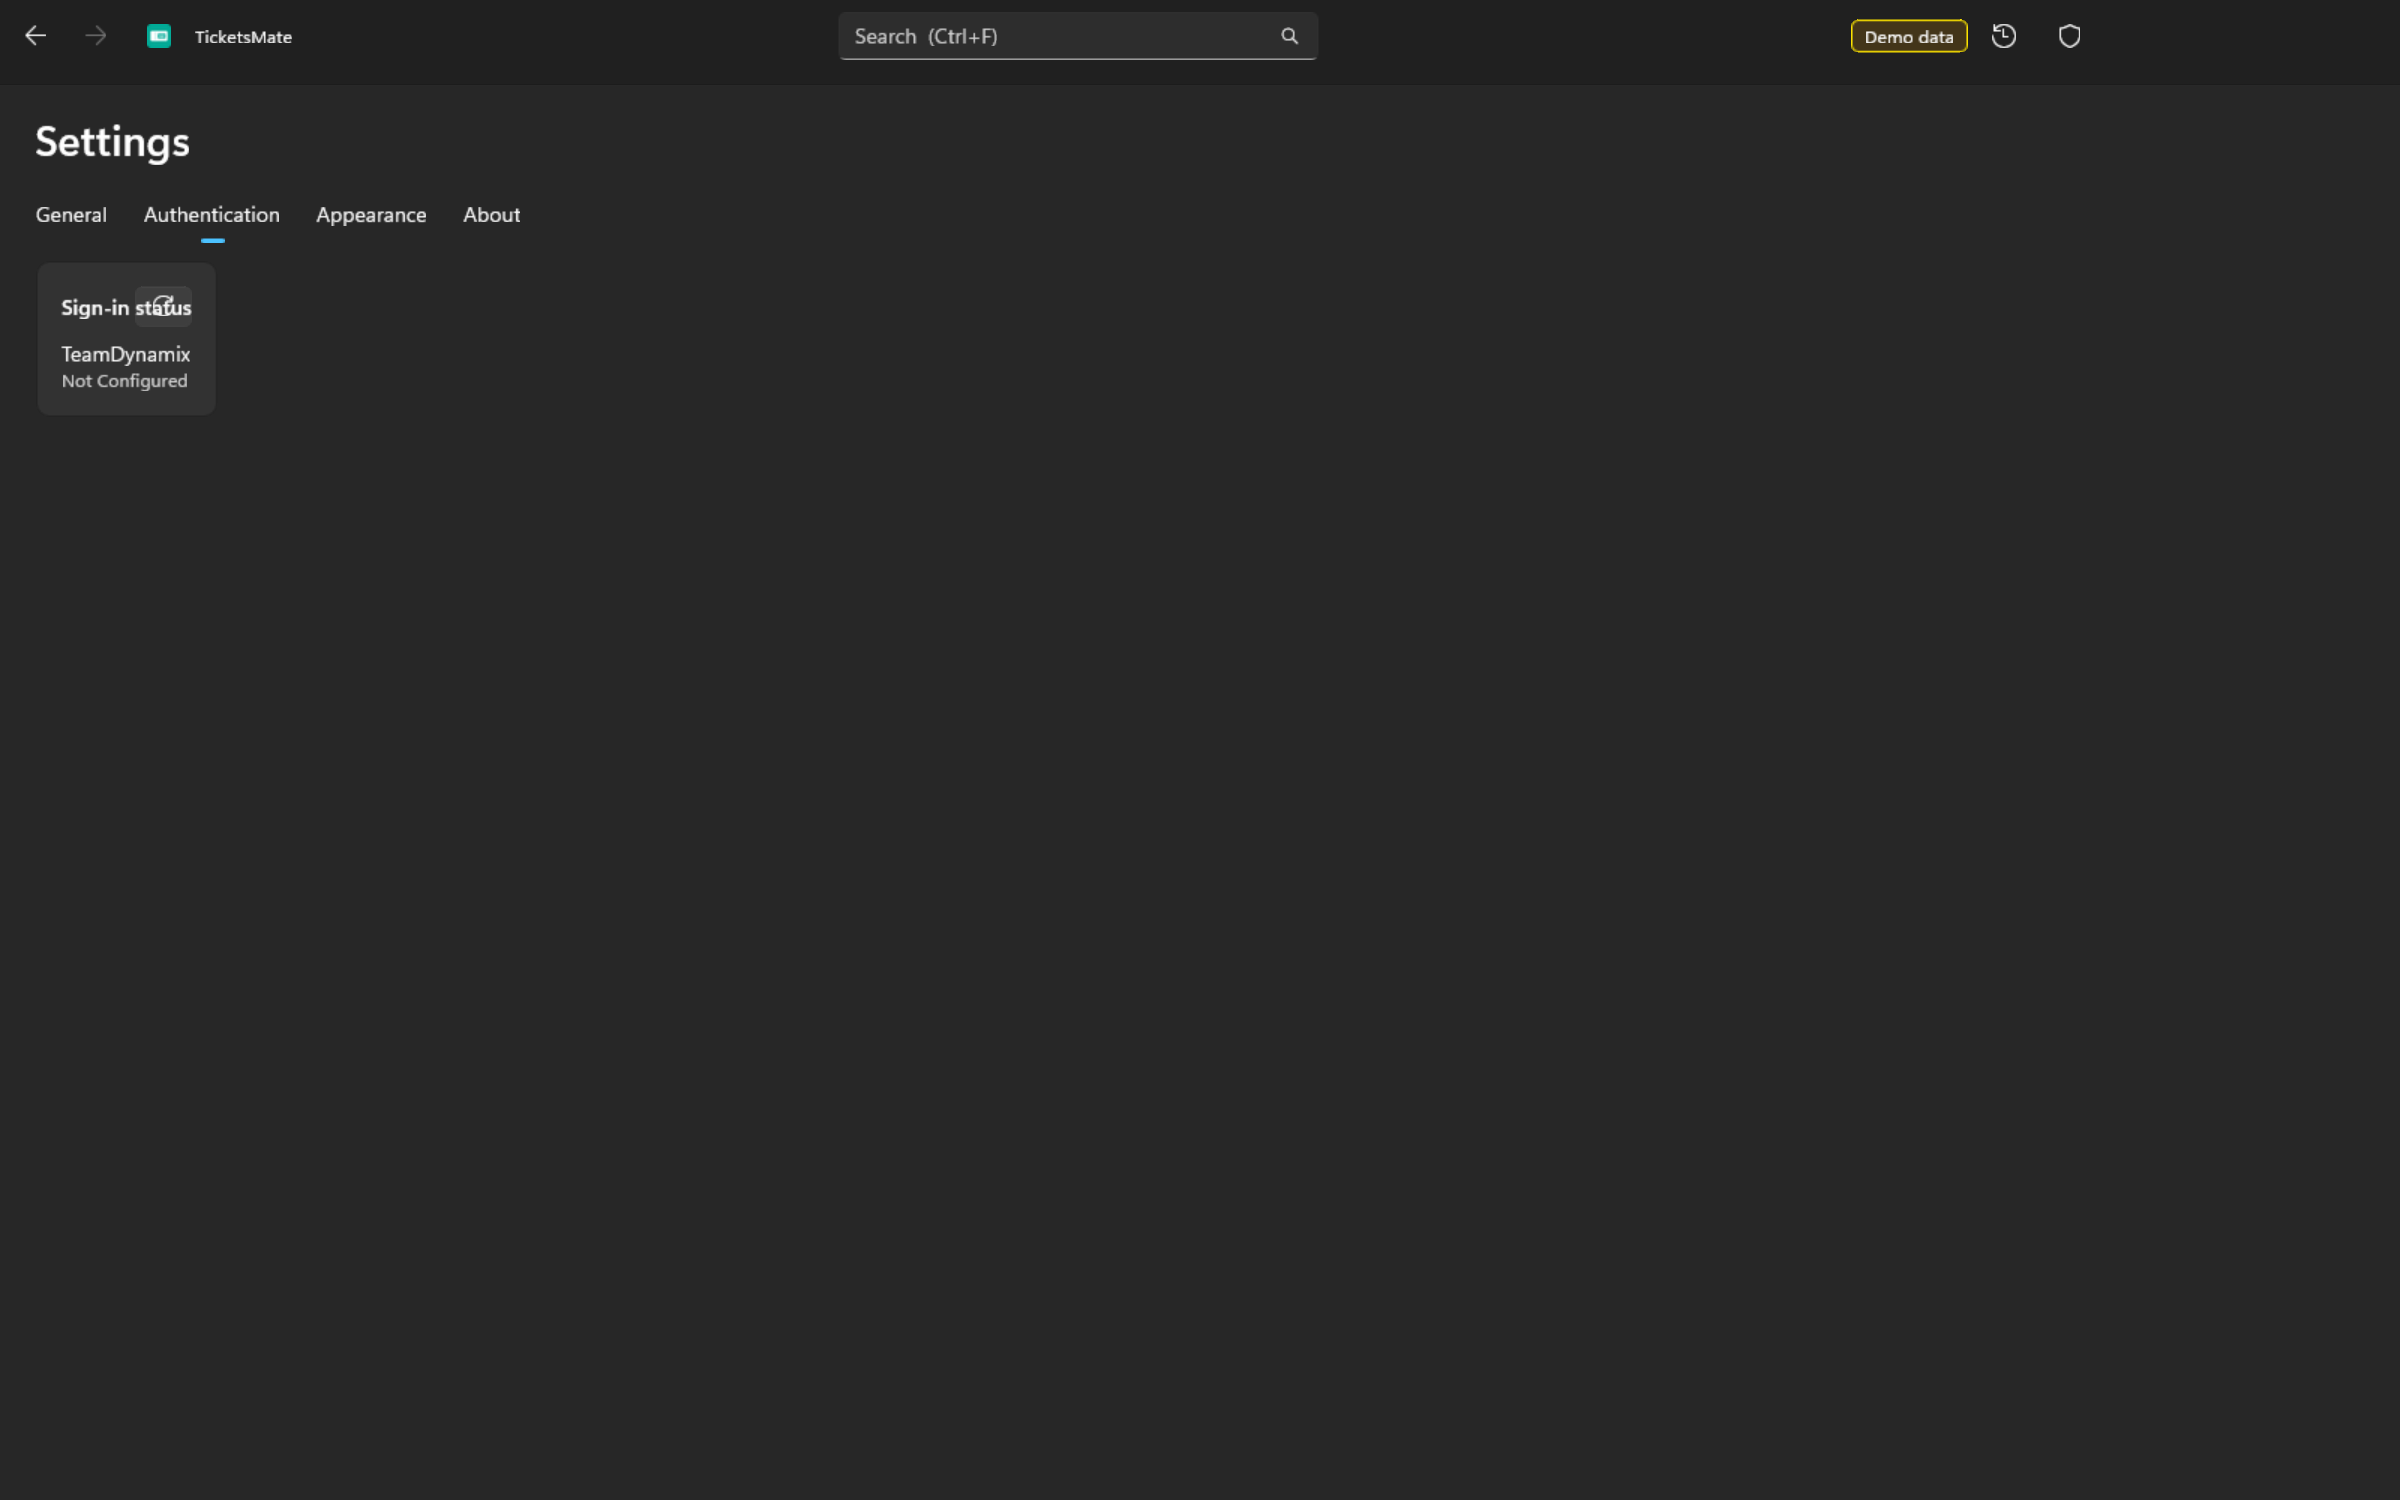 TicketsMate
Search (Ctrl+F)
Demo data
Settings
General Authentication Appearance About
Sign-in status
TeamDynamix
Not Configured